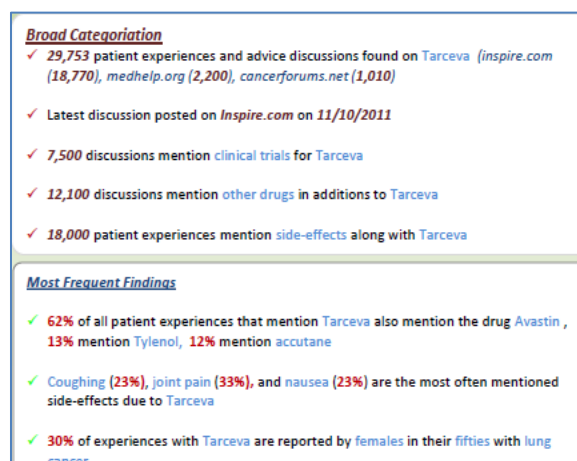 Broad Categoriation
✓ 29,753 patient experiences and advice discussions found on Tarceva (inspire.com
(18,770), medhelp.org (2,200), cancerforums.net (1,010)
✓ Latest discussion posted on Inspire.com on 11/10/2011
✓ 7,500 discussions mention clinical trials for Tarceva
✓ 12,100 discussions mention other drugs in additions to Tarceva
✓ 18,000 patient experiences mention side-effects along with Tarceva
Most Frequent Findings
✓ 62% of all patient experiences that mention Tarceva also mention the drug Avastin ,
13% mention Tylenol, 12% mention accutane
✓ Coughing (23%), joint pain (33%), and nausea (23%) are the most often mentioned
side-effects due to Tarceva
✓ 30% of experiences with Tarceva are reported by females in their fifties with lung
cancer